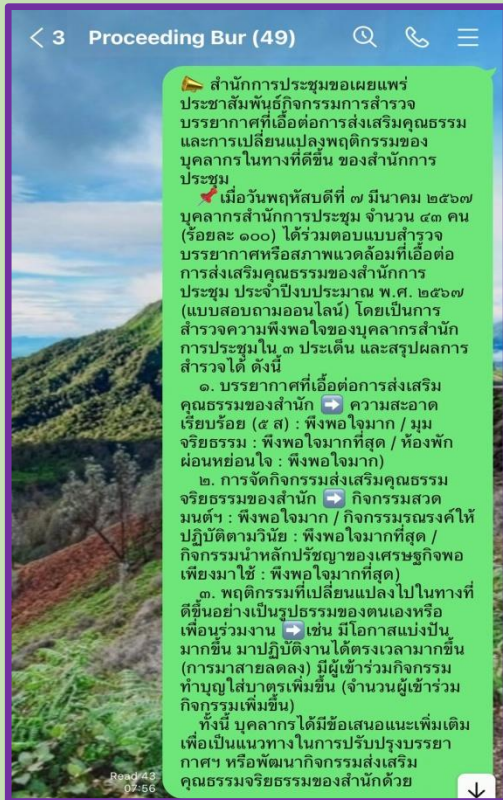 < 3 Proceeding Bur (49)
📣 สำนักการประชุมขอเผยแพร่
ประชาสัมพันธ์กิจกรรมการสำรวจ
บรรยากาศที่เอื้อต่อการส่งเสริมคุณธรรม
และการเปลี่ยนแปลงพฤติกรรมของ
บุคลากรในทางที่ดีขึ้น ของสำนักการ
ประชุม
📌เมื่อวันพฤหัสบดีที่ ๗ มีนาคม ๒๕๖๗
บุคลากรสำนักการประชุม จำนวน ๔๓ คน
(ร้อยละ ๑๐๐) ได้ร่วมตอบแบบสำรวจ
บรรยากาศหรือสภาพแวดล้อมที่เอื้อต่อ
การส่งเสริมคุณธรรมของสำนักการ
ประชุม ประจำปีงบประมาณ พ.ศ. ๒๕๖๗
(แบบสอบถามออนไลน์) โดยเป็นการ
สำรวจความพึงพอใจของบุคลากรสำนัก
การประชุมใน ๓ ประเด็น และสรุปผลการ
สำรวจได้ ดังนี้
๑. บรรยากาศที่เอื้อต่อการส่งเสริม
คุณธรรมของสำนัก ➡️ ความสะอาด
เรียบร้อย (๕ ส) : พึงพอใจมาก / มุม
จริยธรรม : พึงพอใจมากที่สุด / ห้องพัก
ผ่อนหย่อนใจ : พึงพอใจมาก)
๒. การจัดกิจกรรมส่งเสริมคุณธรรม
จริยธรรมของสำนัก ➡️ กิจกรรมสวด
มนต์ฯ : พึงพอใจมาก / กิจกรรมรณรงค์ให้
ปฏิบัติตามวินัย : พึงพอใจมากที่สุด /
กิจกรรมนำหลักปรัชญาของเศรษฐกิจพอ
เพียงมาใช้ : พึงพอใจมากที่สุด)
๓. พฤติกรรมที่เปลี่ยนแปลงไปในทางที่
ดีขึ้นอย่างเป็นรูปธรรมของตนเองหรือ
เพื่อนร่วมงาน ➡️เช่น มีโอกาสแบ่งปัน
มากขึ้น มาปฏิบัติงานได้ตรงเวลามากขึ้น
(การมาสายลดลง) มีผู้เข้าร่วมกิจกรรม
ทำบุญใส่บาตรเพิ่มขึ้น (จำนวนผู้เข้าร่วม
กิจกรรมเพิ่มขึ้น)
ทั้งนี้ บุคลากรได้มีข้อเสนอแนะเพิ่มเติม
เพื่อเป็นแนวทางในการปรับปรุงบรรยา
กาศฯ หรือพัฒนากิจกรรมส่งเสริม
คุณธรรมจริยธรรมของสำนักด้วย
Read 43
07:56